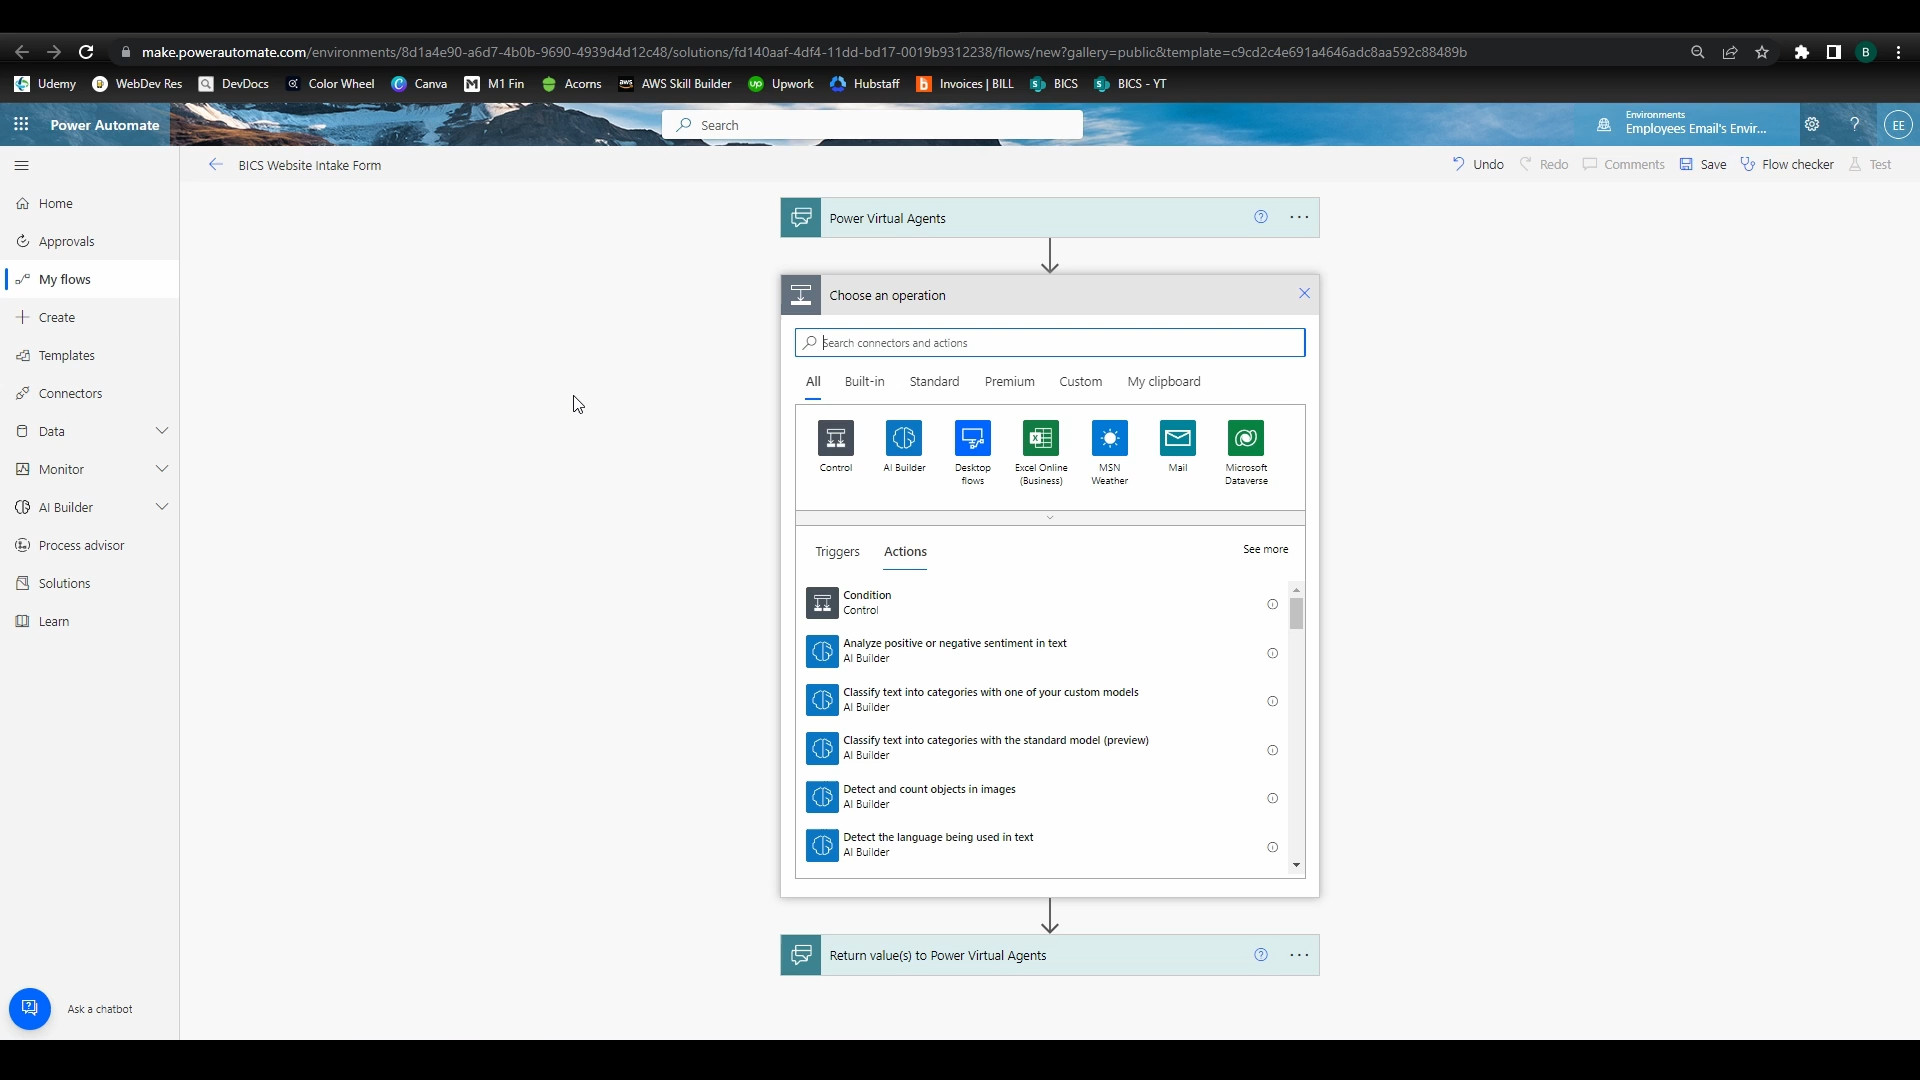 make.powerautomate.com/environments/8d1a4e90-a6d7-4b0b-9690-4939d4d12c48/solutions/fd140aaf-4df4-11dd-bd17-0019b9312238/flows/new?gallery=public&template=c9cd2c4e691a4646adc8aa592c88489b
B
Udemy
WebDev Res
DevDocs
Color Wheel
Canva
M1 Fin
Acorns
AWS Skill Builder
Upwork
Hubstaff
Invoices | BILL
BICS
BICS - YT
Power Automate
Search
Environments
Employees Email's Envir...
EE
BICS Website Intake Form
Undo
Redo
Comments
Save
Flow checker
Test
Home
Approvals
My flows
Create
Templates
Connectors
Data
Monitor
AI Builder
Process advisor
Solutions
Learn
Ask a chatbot
Power Virtual Agents
Choose an operation
Search connectors and actions
All
Built-in
Standard
Premium
Custom
My clipboard
Control
AI Builder
Desktop
flows
Excel Online
(Business)
MSN
Weather
Mail
Microsoft
Dataverse
Triggers
Actions
See more
Condition
Control
Analyze positive or negative sentiment in text
AI Builder
Classify text into categories with one of your custom models
AI Builder
Classify text into categories with the standard model (preview)
AI Builder
Detect and count objects in images
AI Builder
Detect the language being used in text
AI Builder
Return value(s) to Power Virtual Agents